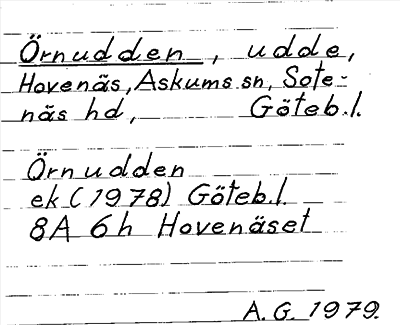 Örnudden, udde,
Hovenäs, Askums sn, Sote-
näs hd, Göteb.l.
Örnudden
ek (1978) Göteb.l.
8A 6h Hovenäset
A.G. 1979.